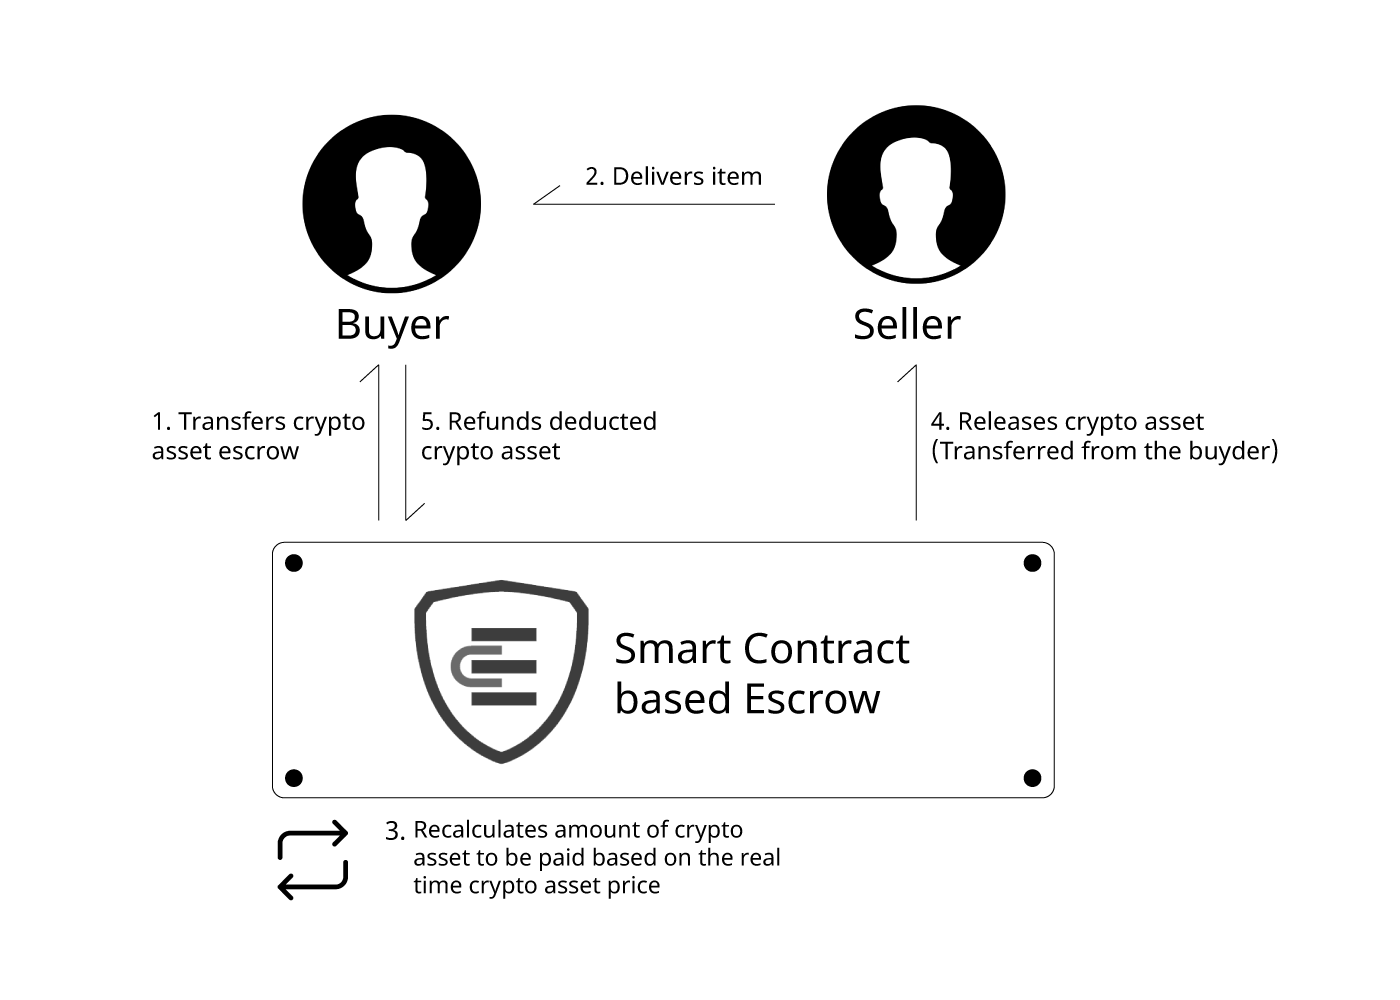 2. Delivers item
Buyer
Seller
1. Transfers crypto
asset escrow
5. Refunds deducted
crypto asset
4. Releases crypto asset
(Transferred from the buyder)
Smart Contract
based Escrow
3. Recalculates amount of crypto
asset to be paid based on the real
time crypto asset price